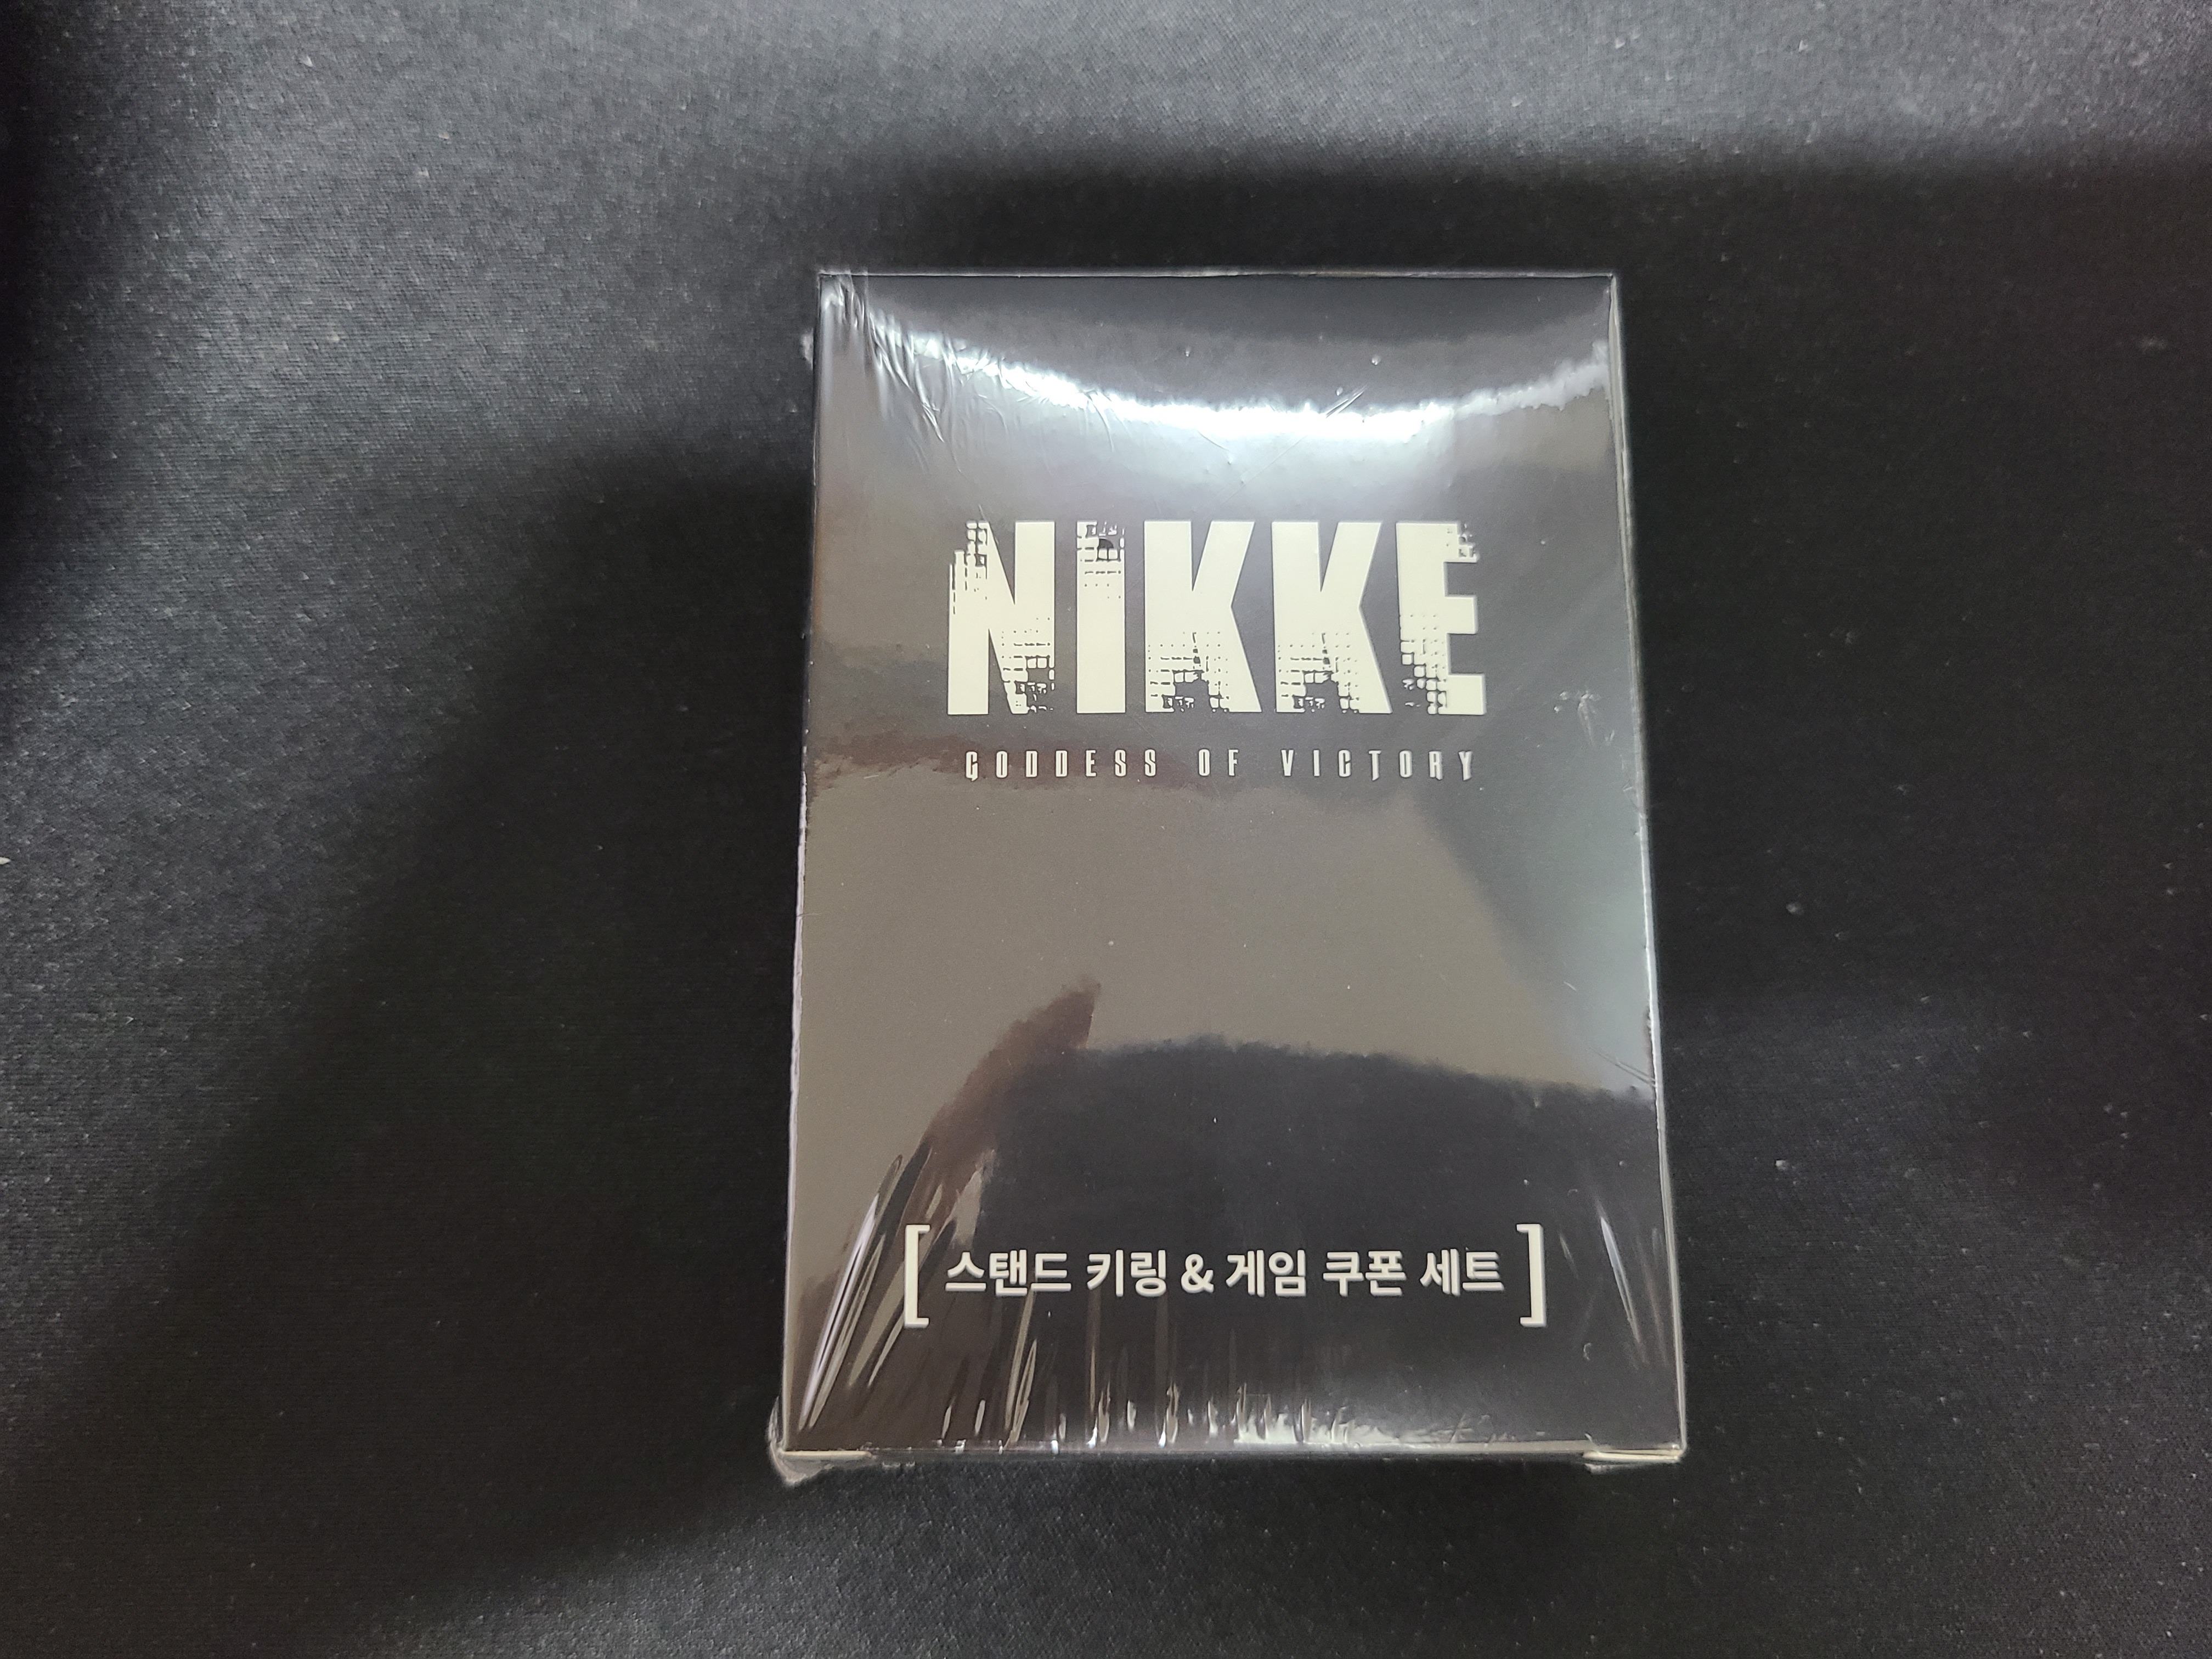 NIKKE
GODDESS OF VICTORY
[ 스탠드 키링 & 게임 쿠폰 세트 ]